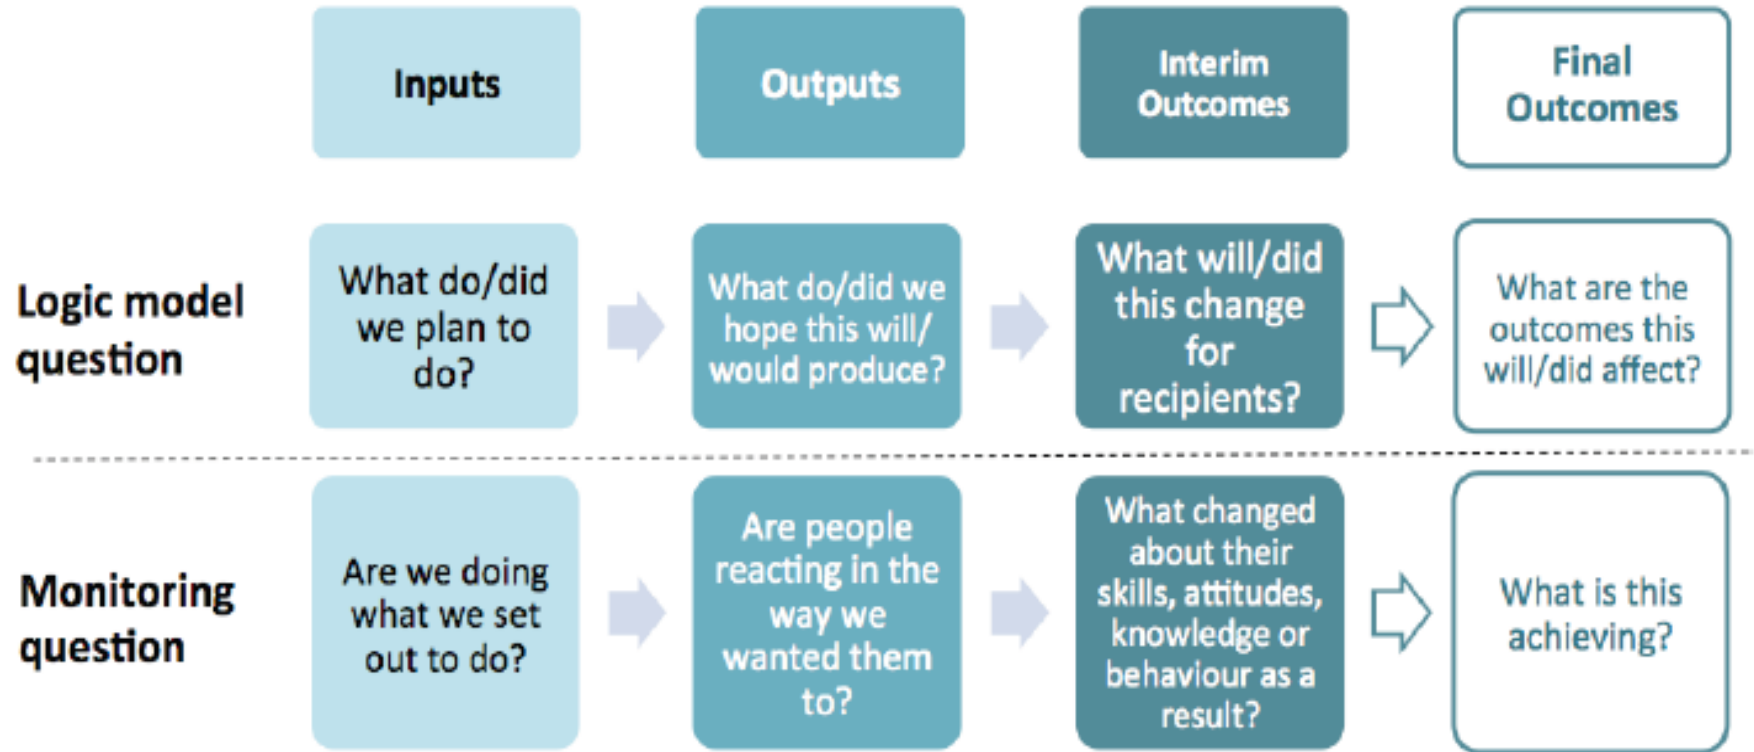 Inputs
Outputs
Interim
Outcomes
Final
Outcomes
Logic model
question
What do/did
we plan to
do?
What do/did we
hope this will/
would produce?
What will/did
this change
for
recipients?
What are the
outcomes this
will/did affect?
Monitoring
question
Are we doing
what we set
out to do?
Are people
reacting in the
way we
wanted them
to?
What changed
about their
skills, attitudes,
knowledge or
behaviour as a
result?
What is this
achieving?